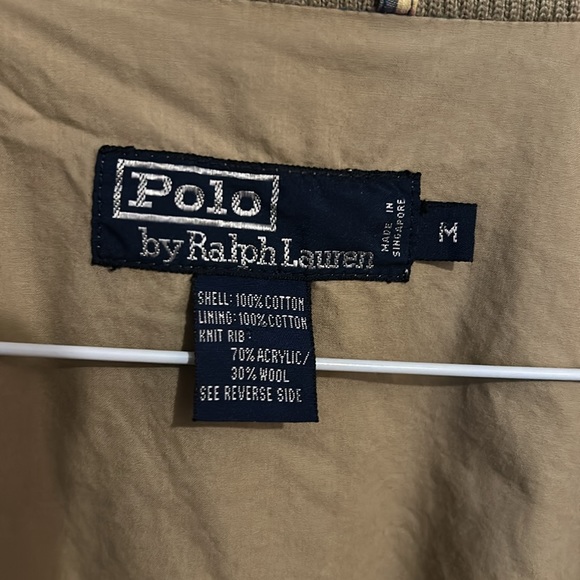 Polo
by Ralph Lauren
MADE IN
SINGAPORE
M
SHELL: 100% COTTON
LINING: 100% COTTON
KNIT RIB:
70% ACRYLIC/
30% WOOL
SEE REVERSE SIDE